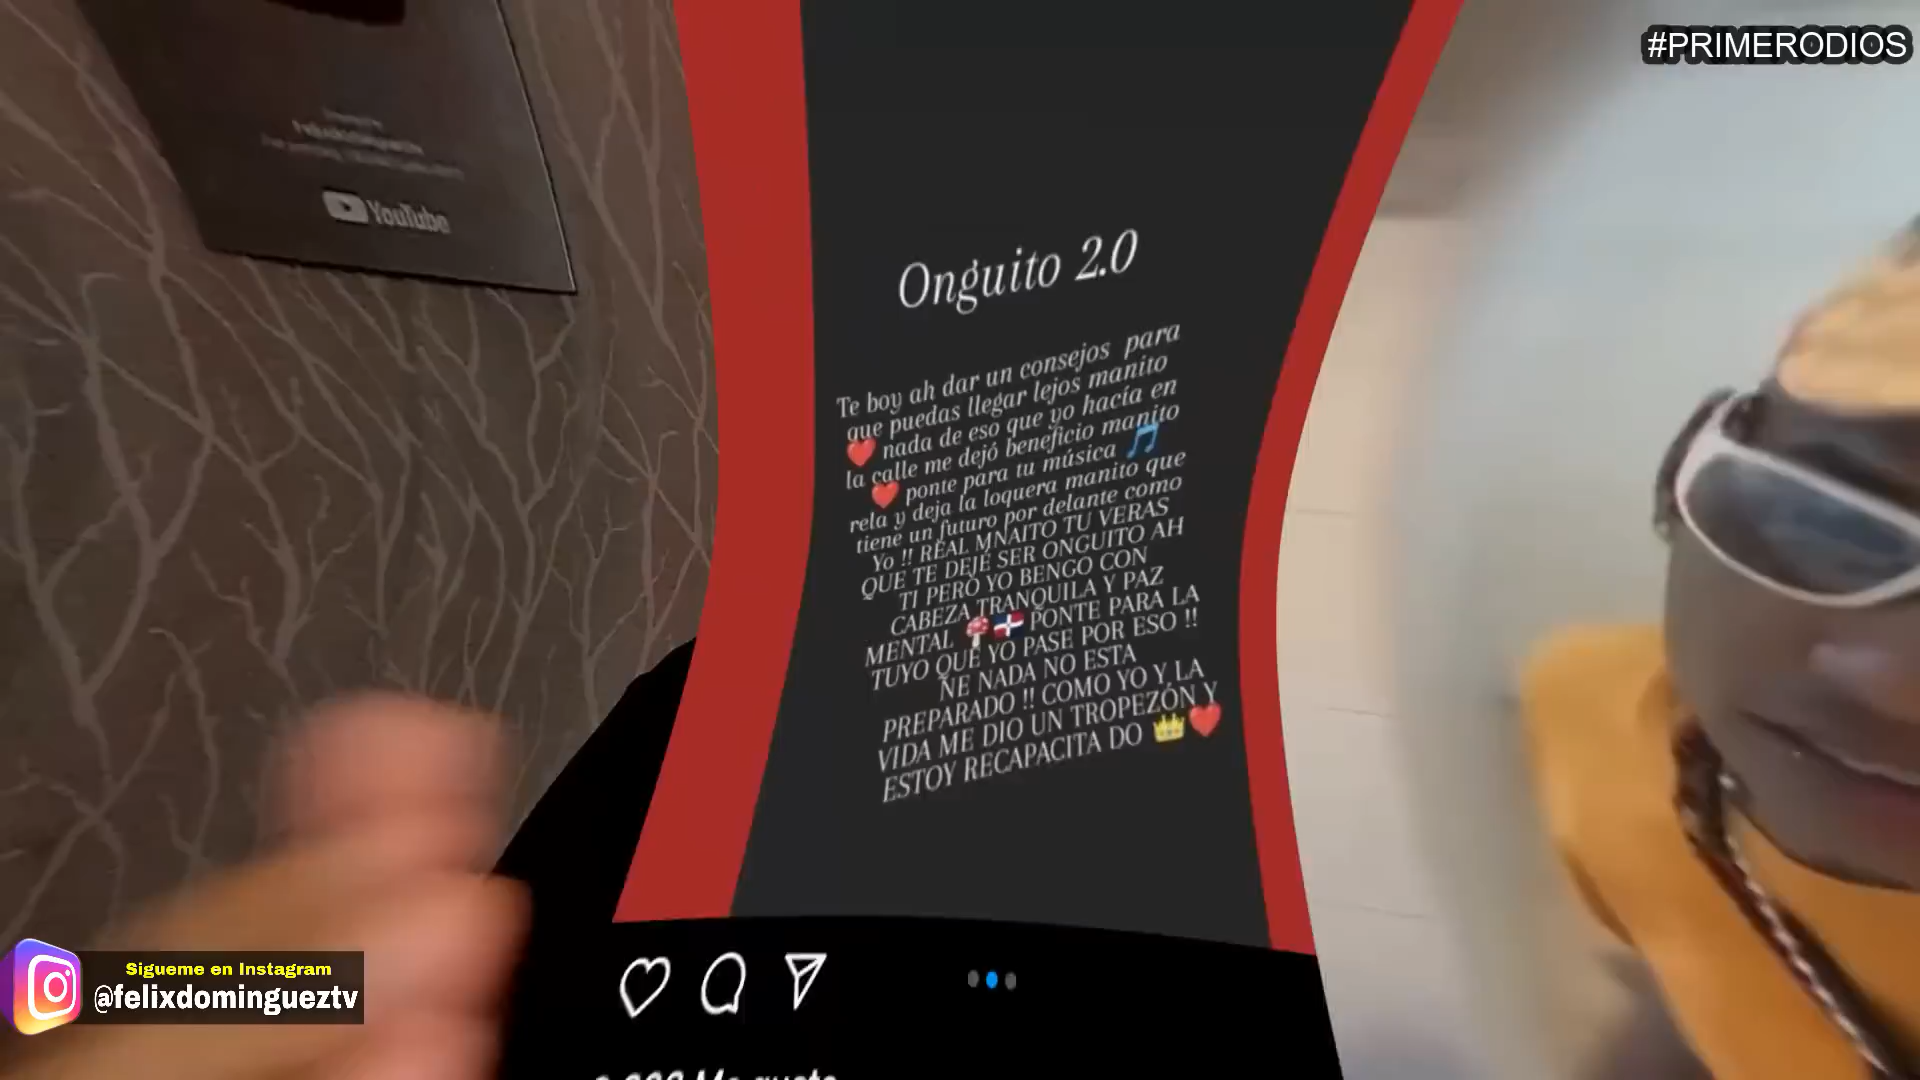 #PRIMERODIOS
YouTube
Onguito 2.0
Te boy ah dar un consejos para
que puedas llegar lejos manito
❤️ nada de eso que yo hacía en
la calle me dejó beneficio manito
❤️ ponte para tu música 🎵
rela y deja la loquera manito que
tiene un futuro por delante como
Yo !! REAL MNAITO TU VERAS
QUE TE DEJÉ SER ONGUITO AH
TI PERO YO BENGO CON
CABEZA TRANQUILA Y PAZ
MENTAL 🍄🇩🇴 PONTE PARA LA
TUYO QUE YO PASE POR ESO !!
ÑE NADA NO ESTA
PREPARADO !! COMO YO Y LA
VIDA ME DIO UN TROPEZÓN Y
ESTOY RECAPACITA DO 👑❤️
Sigueme en Instagram
@felixdomingueztv
Me gusta